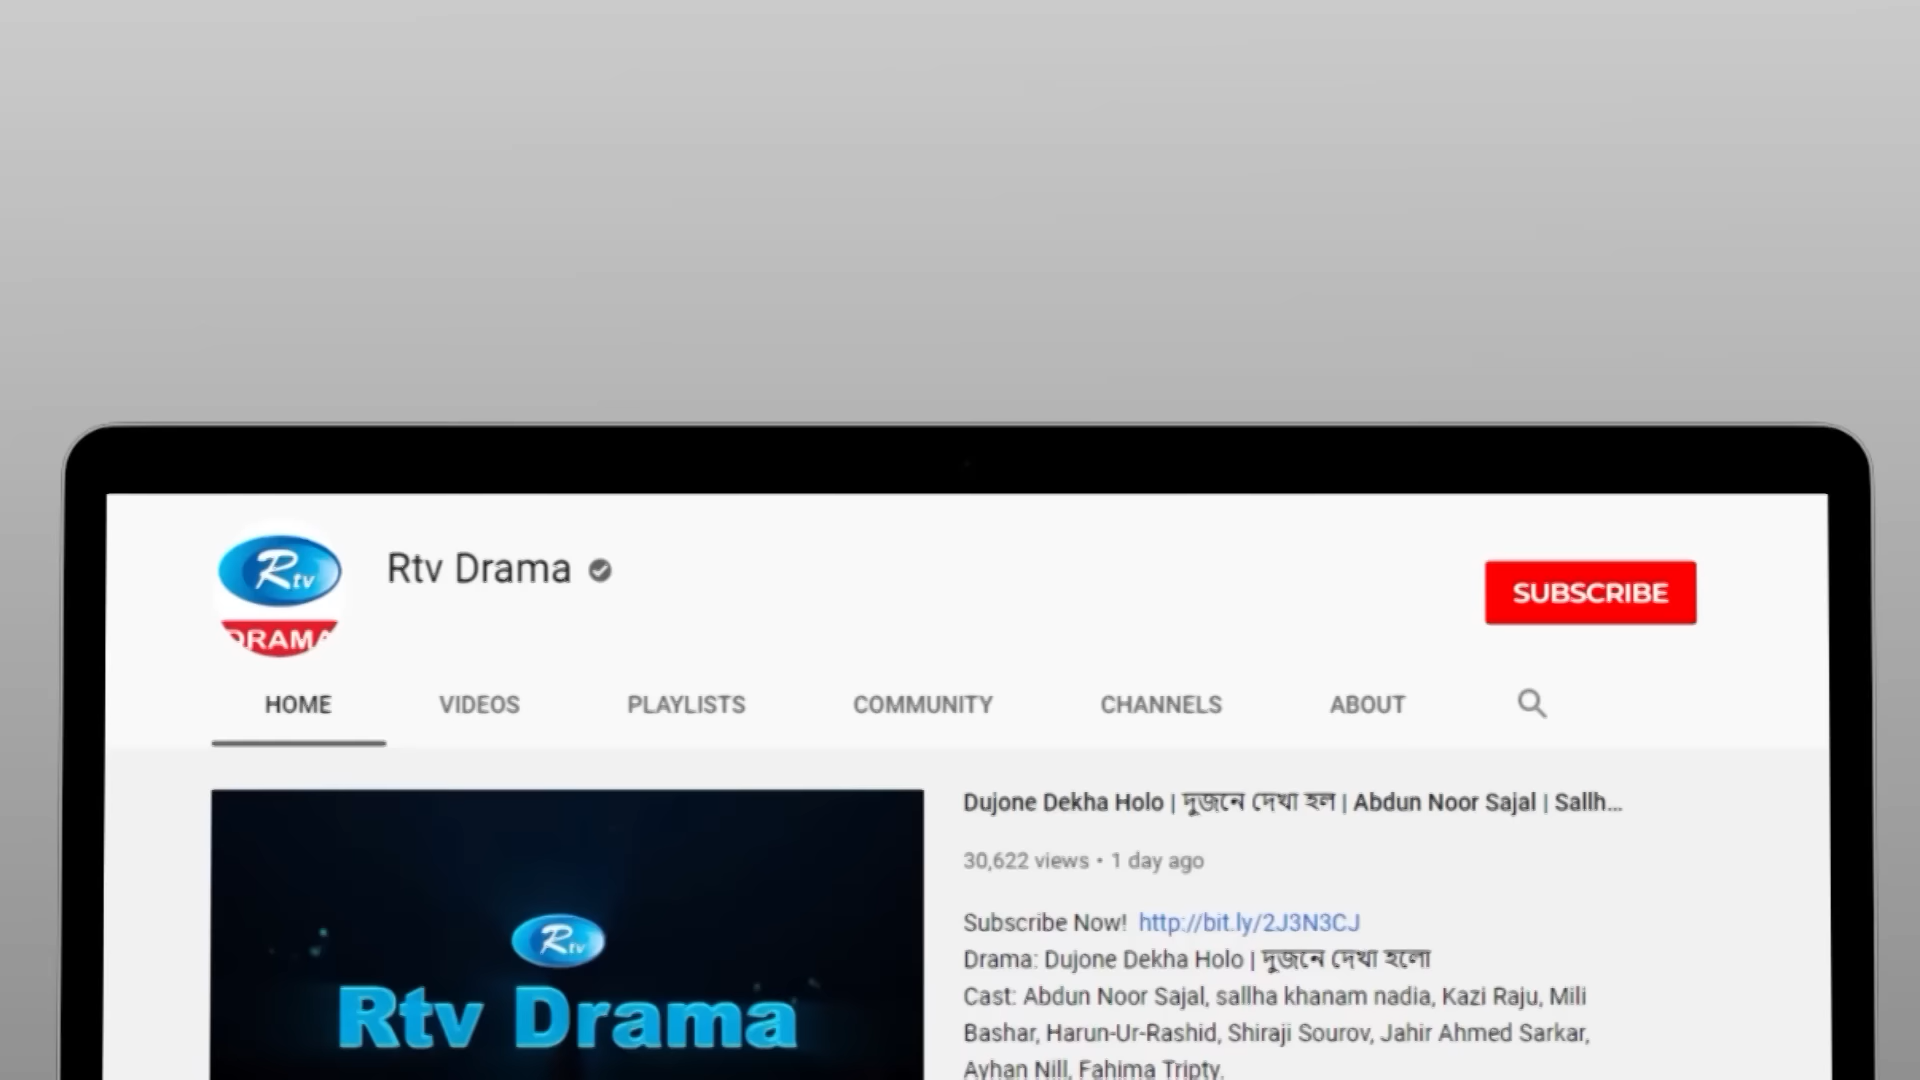 Rtv
DRAMA
Rtv Drama
SUBSCRIBE
HOME VIDEOS PLAYLISTS COMMUNITY CHANNELS ABOUT
Dujone Dekha Holo | দুজনে দেখা হল | Abdun Noor Sajal | Sallh...
30,622 views • 1 day ago
Subscribe Now! http://bit.ly/2J3N3CJ
Drama: Dujone Dekha Holo | দুজনে দেখা হলো
Cast: Abdun Noor Sajal, sallha khanam nadia, Kazi Raju, Mili
Bashar, Harun-Ur-Rashid, Shiraji Sourov, Jahir Ahmed Sarkar,
Ayhan Nill, Fahima Tripty.
Rtv
Rtv Drama